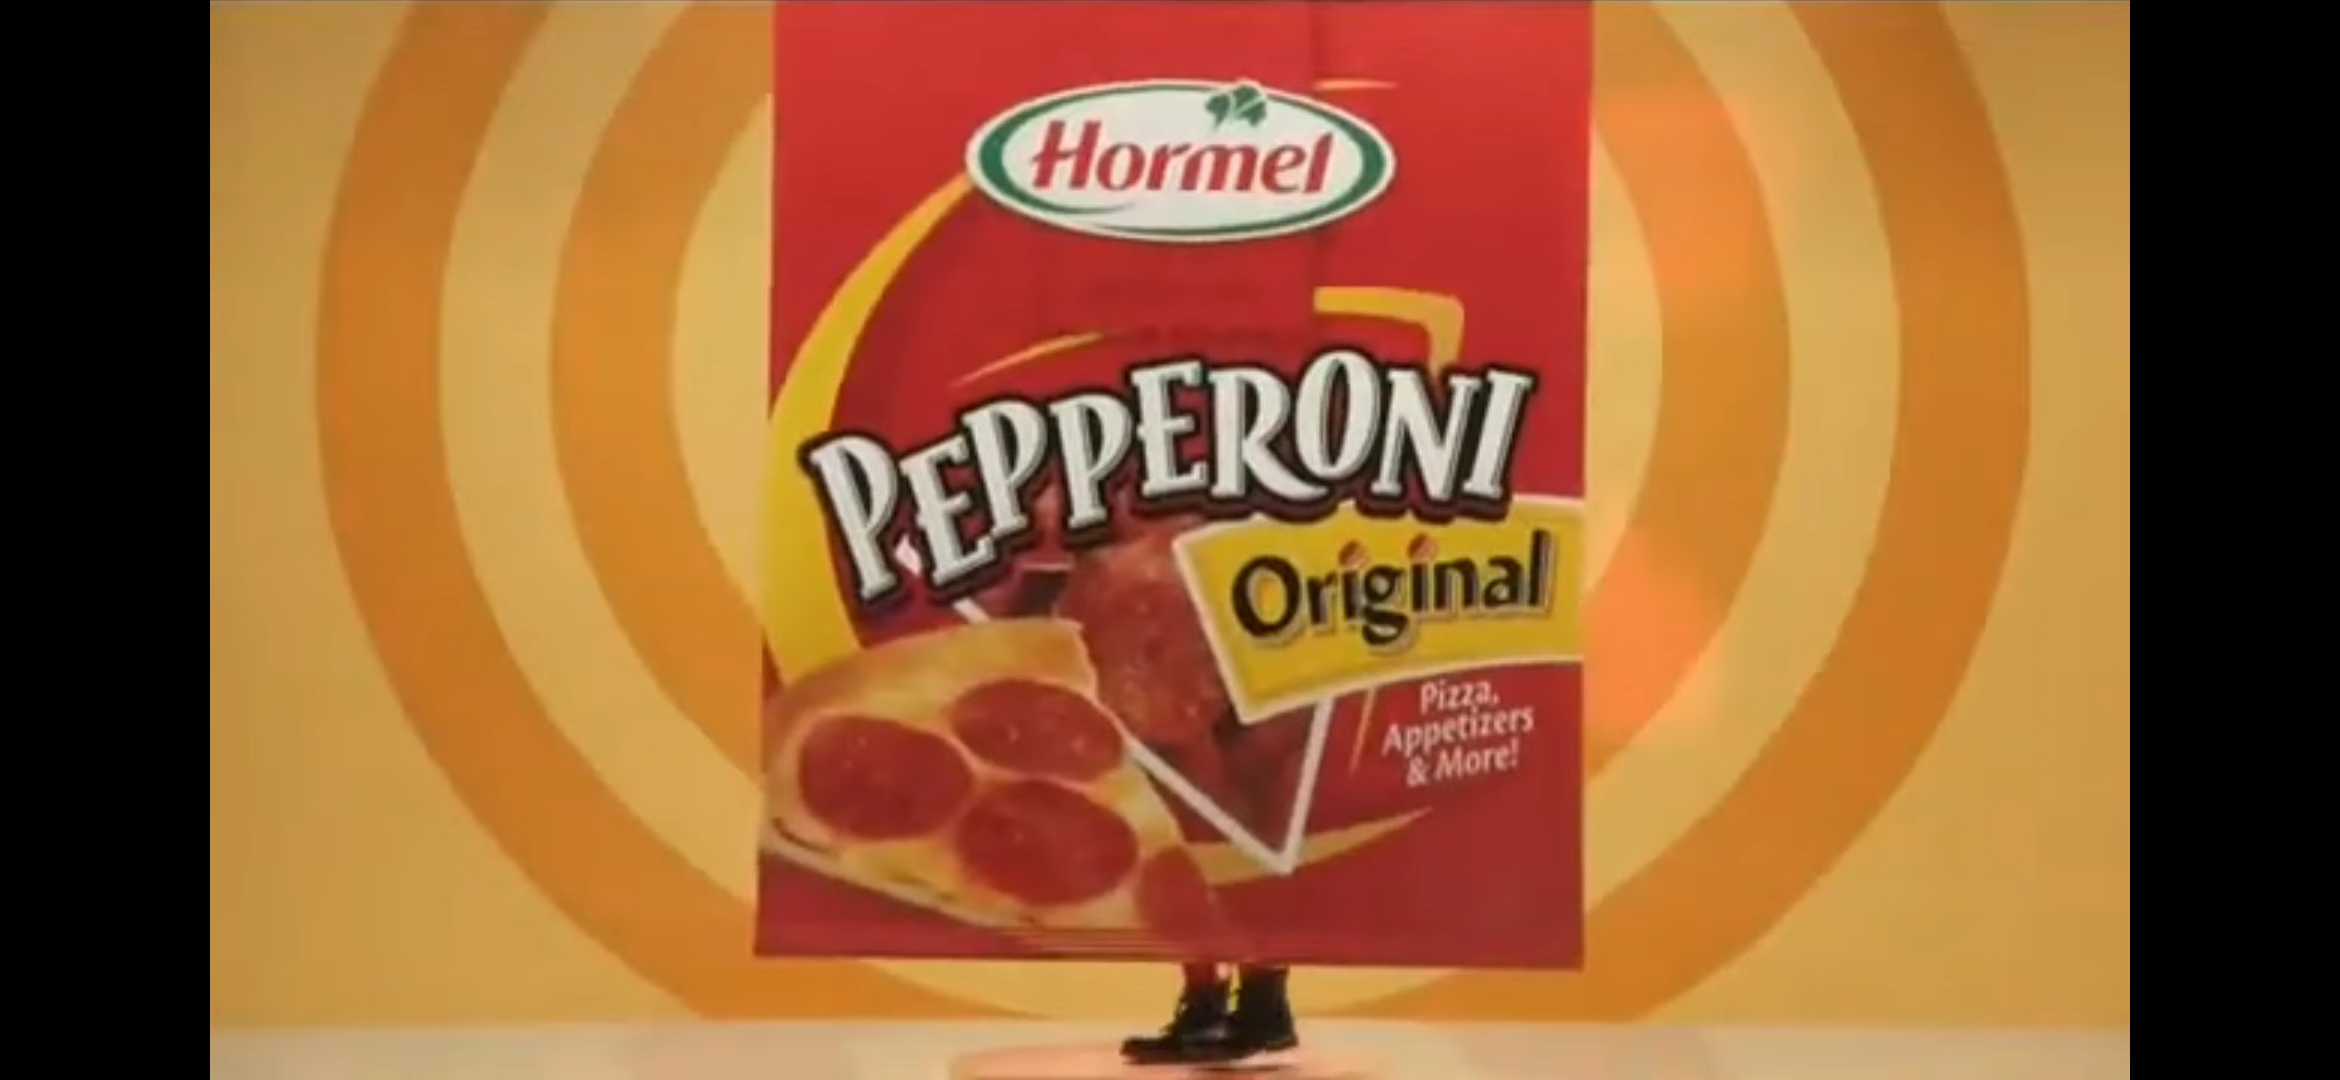 Hormel
PEPPERONI
Original
Pizza,
Appetizers
& More!